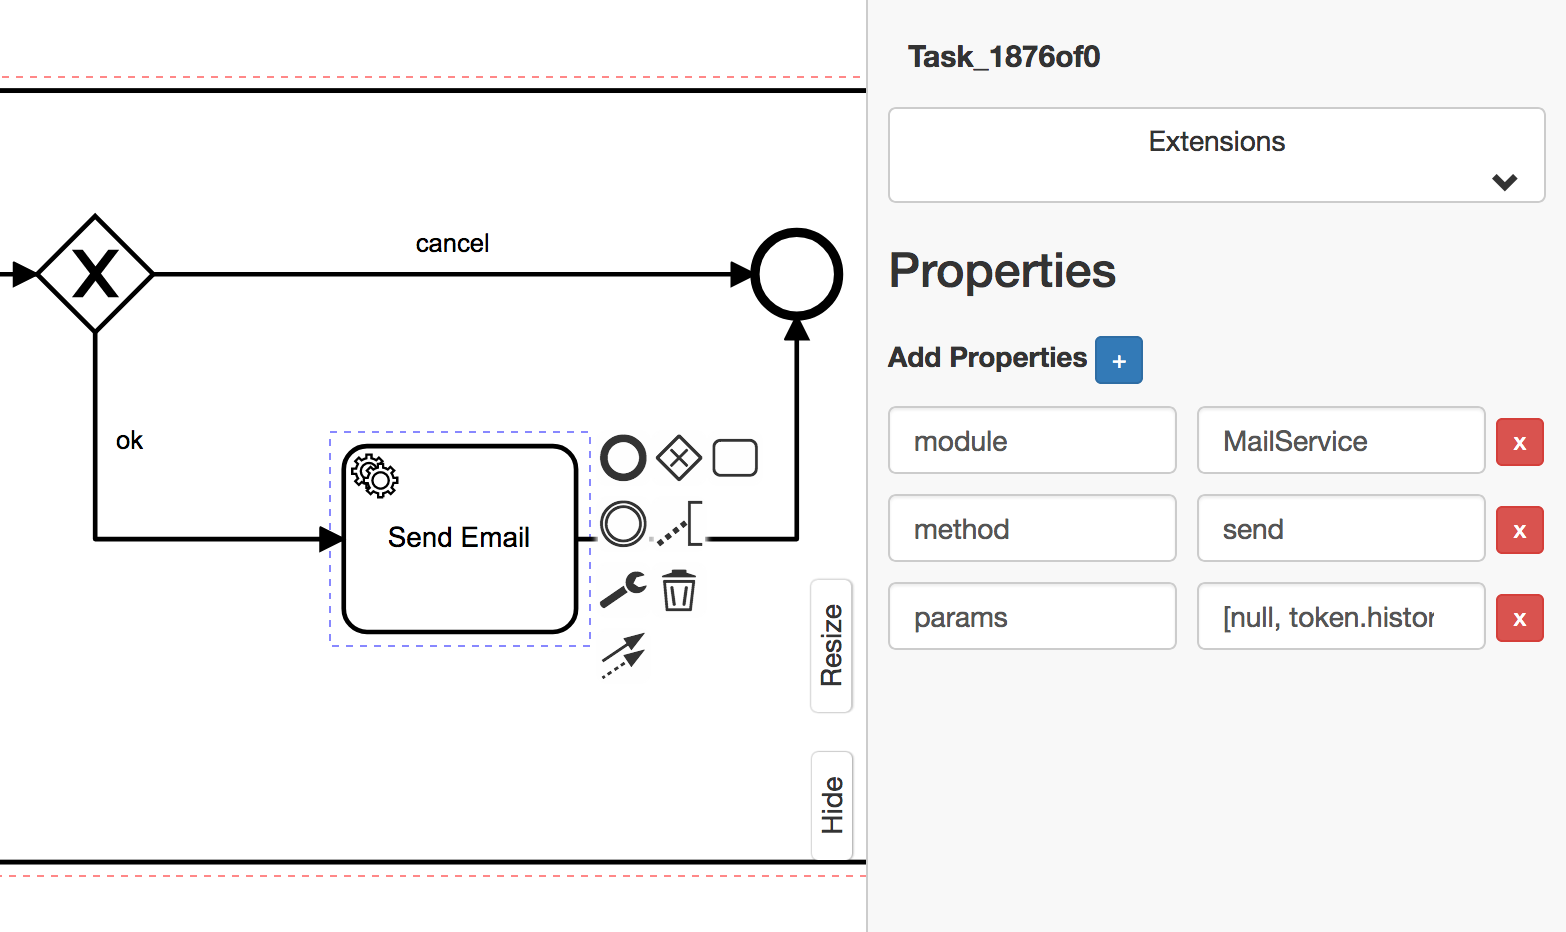 Task_1876of0
Extensions
cancel
Properties
Add Properties +
ok
module
MailService
x
Send Email
method
send
x
params
[null, token.histor
x
Resize
Hide